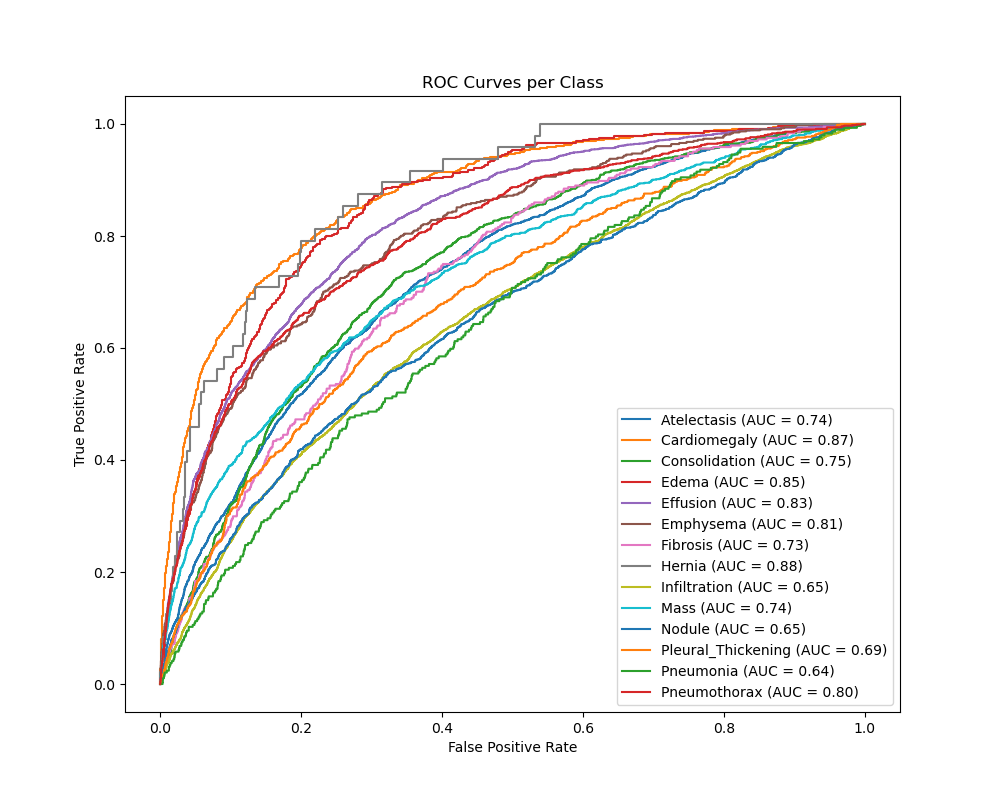 ROC Curves per Class
True Positive Rate
1.0
0.8
0.6
0.4
0.2
0.0
Atelectasis (AUC = 0.74)
Cardiomegaly (AUC = 0.87)
Consolidation (AUC = 0.75)
Edema (AUC = 0.85)
Effusion (AUC = 0.83)
Emphysema (AUC = 0.81)
Fibrosis (AUC = 0.73)
Hernia (AUC = 0.88)
Infiltration (AUC = 0.65)
Mass (AUC = 0.74)
Nodule (AUC = 0.65)
Pleural_Thickening (AUC = 0.69)
Pneumonia (AUC = 0.64)
Pneumothorax (AUC = 0.80)
0.0 0.2 0.4 0.6 0.8 1.0
False Positive Rate